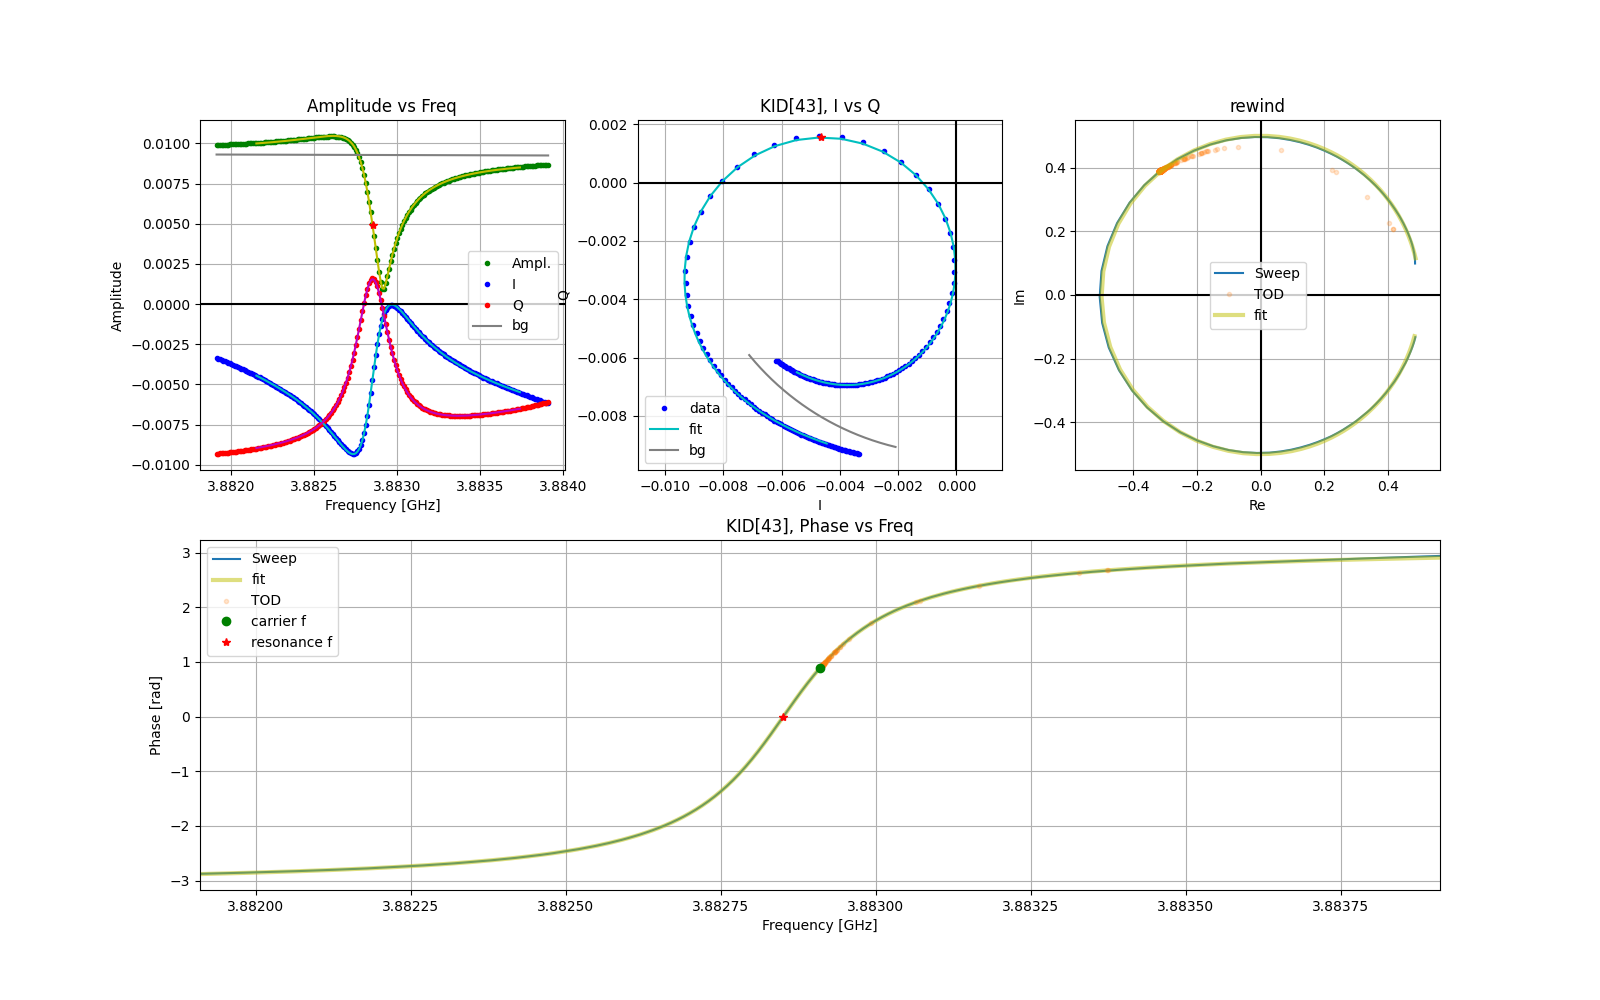 Amplitude vs Freq
Amplitude
0.0100
0.0075
0.0050
0.0025
0.0000
−0.0025
−0.0050
−0.0075
−0.0100
Ampl.
I
Q
bg
3.8820 3.8825 3.8830 3.8835 3.8840
Frequency [GHz]
KID[43], I vs Q
Q
0.002
0.000
−0.002
−0.004
−0.006
−0.008
data
fit
bg
−0.010 −0.008 −0.006 −0.004 −0.002 0.000
I
rewind
Im
0.4
0.2
0.0
−0.2
−0.4
Sweep
TOD
fit
−0.4 −0.2 0.0 0.2 0.4
Re
KID[43], Phase vs Freq
Phase [rad]
3
2
1
0
−1
−2
−3
Sweep
fit
TOD
carrier f
resonance f
3.88200 3.88225 3.88250 3.88275 3.88300 3.88325 3.88350 3.88375
Frequency [GHz]